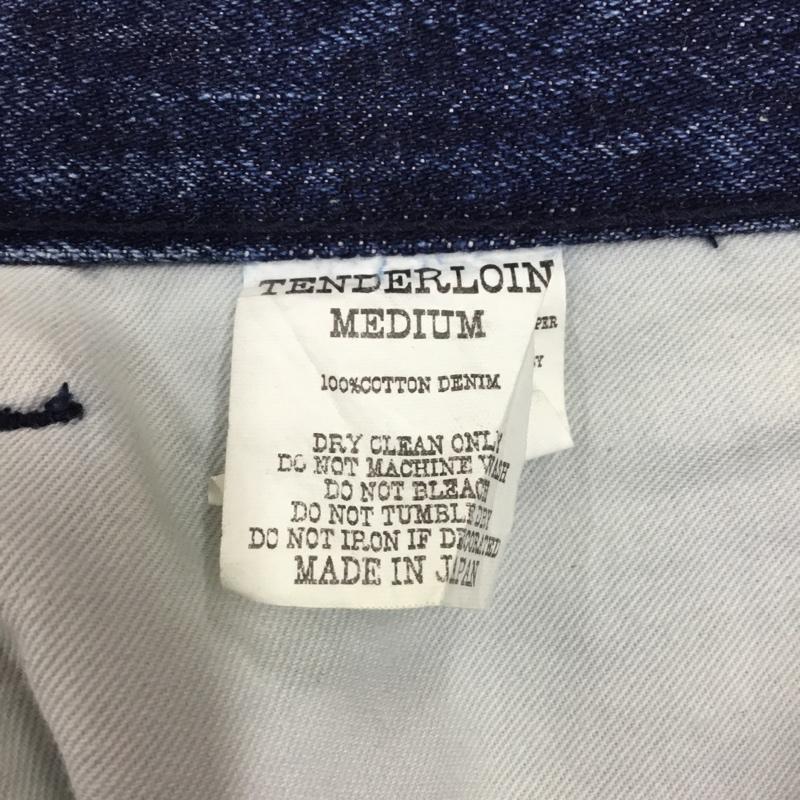 TENDERLOIN
MEDIUM
100%COTTON DENIM
DRY CLEAN ONLY
DO NOT MACHINE WASH
DO NOT BLEACH
DO NOT TUMBLE DRY
DO NOT IRON IF DECORATED
MADE IN JAPAN